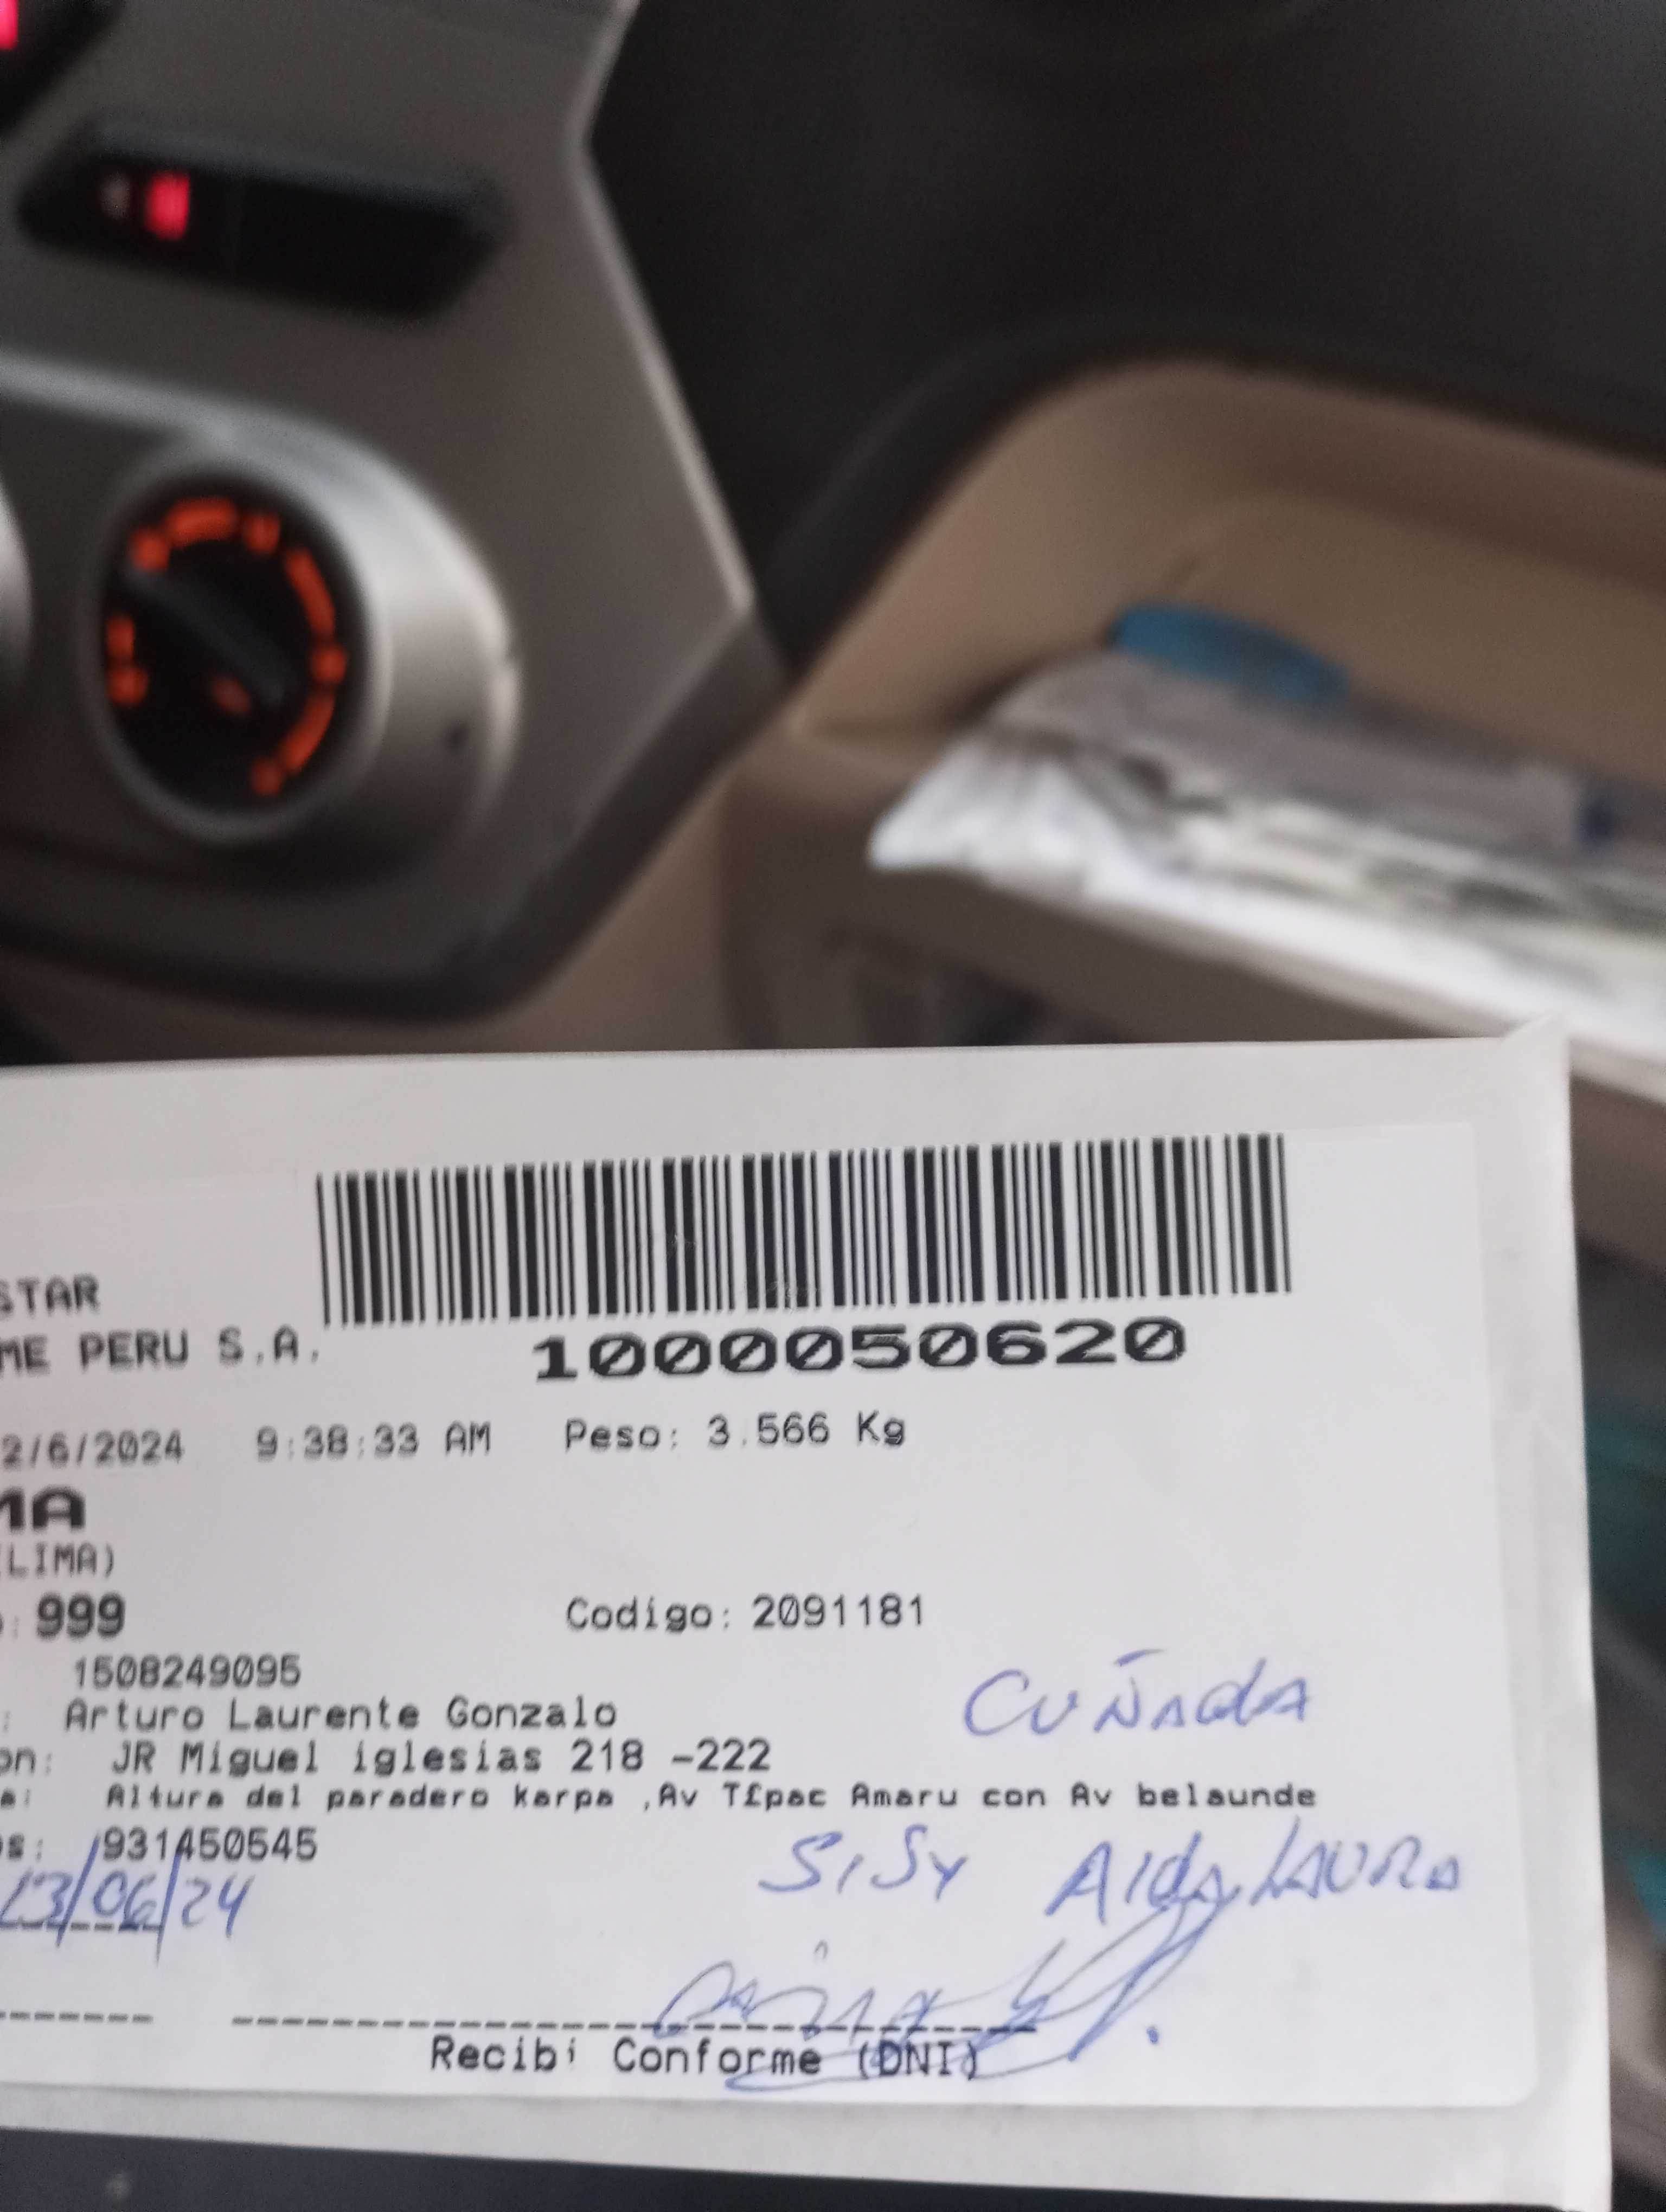 STAR
ME PERU S.A.
1000050620
2/6/2024 9:38:33 AM Peso: 3.566 Kg
MA
(LIMA)
: 999 Codigo: 2091181
1508249095
: Arturo Laurente Gonzalo CUÑADA
on: JR Miguel iglesias 218 -222
a: Altura del paradero karpa ,Av T£pac Amaru con Av belaunde
s: 931450545
SISY AIDA LAURA
13/06/24
Recibi Conforme (DNI)